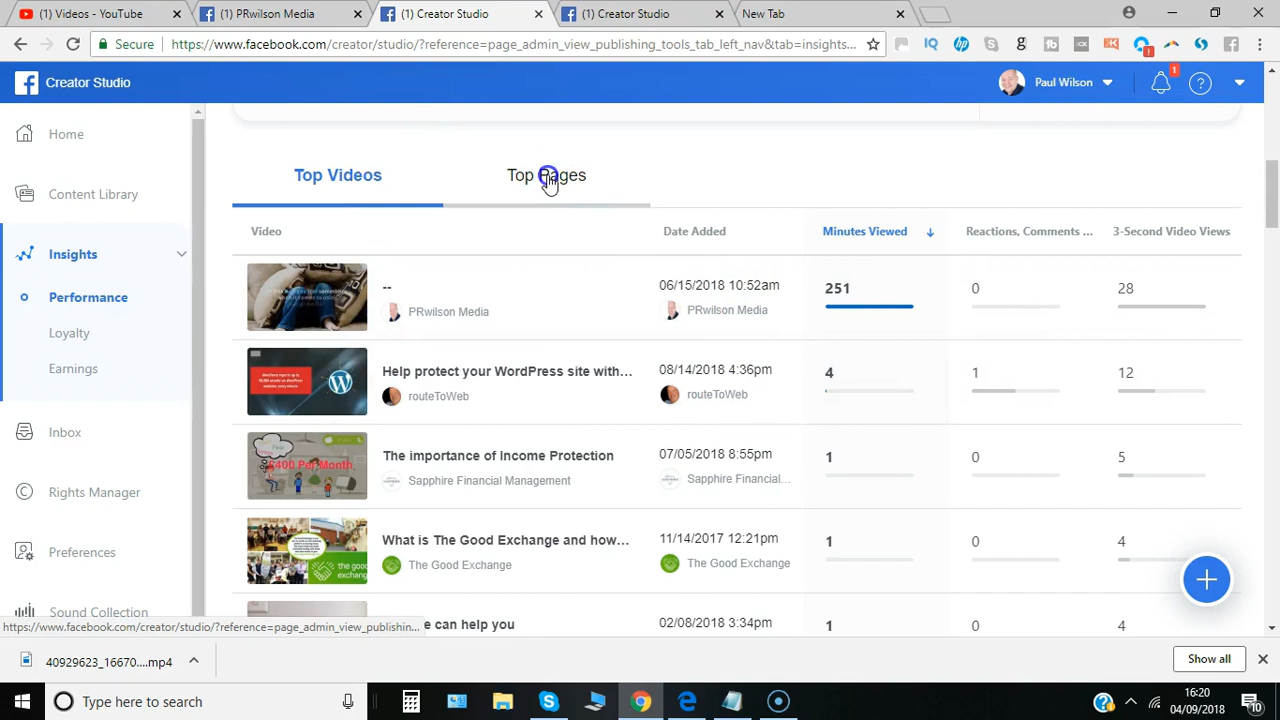 (1) Videos - YouTube
(1) PRwilson Media
(1) Creator Studio
(1) Creator Studio
New Tab
Secure
https://www.facebook.com/creator/studio/?reference=page_admin_view_publishing_tools_tab_left_nav&tab=insights...
Creator Studio
Paul Wilson
1
Home
Content Library
Insights
Performance
Loyalty
Earnings
Inbox
Rights Manager
Preferences
Sound Collection
Top Videos
Top Pages
Video
Date Added
Minutes Viewed
Reactions, Comments ...
3-Second Video Views
--
PRwilson Media
06/15/2018 10:52am
PRwilson Media
251
0
28
Help protect your WordPress site with...
routeToWeb
08/14/2018 4:36pm
routeToWeb
4
1
12
£400 Per Month
The importance of Income Protection
Sapphire Financial Management
07/05/2018 8:55pm
Sapphire Financial...
1
0
5
the good exchange
What is The Good Exchange and how...
The Good Exchange
11/14/2017 12:21pm
The Good Exchange
1
0
4
e can help you
02/08/2018 3:34pm
1
0
4
https://www.facebook.com/creator/studio/?reference=page_admin_view_publishin...
40929623_16670....mp4
Show all
Type here to search
16:20
04/09/2018
10